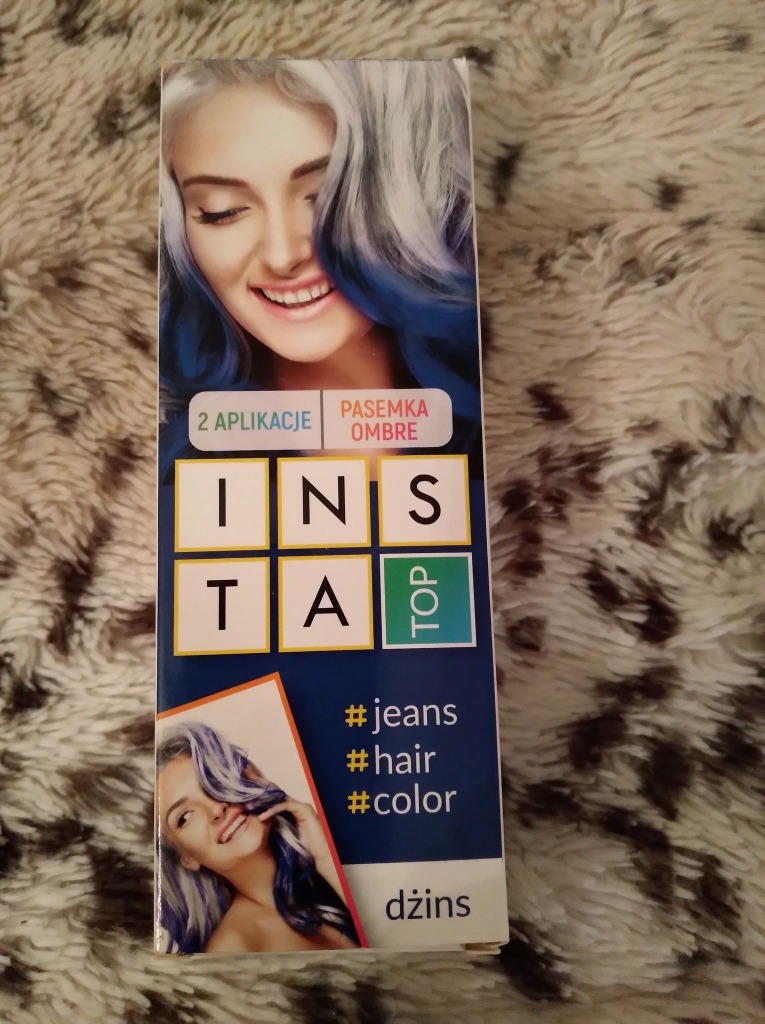 2 APLIKACJE
PASEMKA
OMBRE
INS
TA TOP
#jeans
#hair
#color
dżins